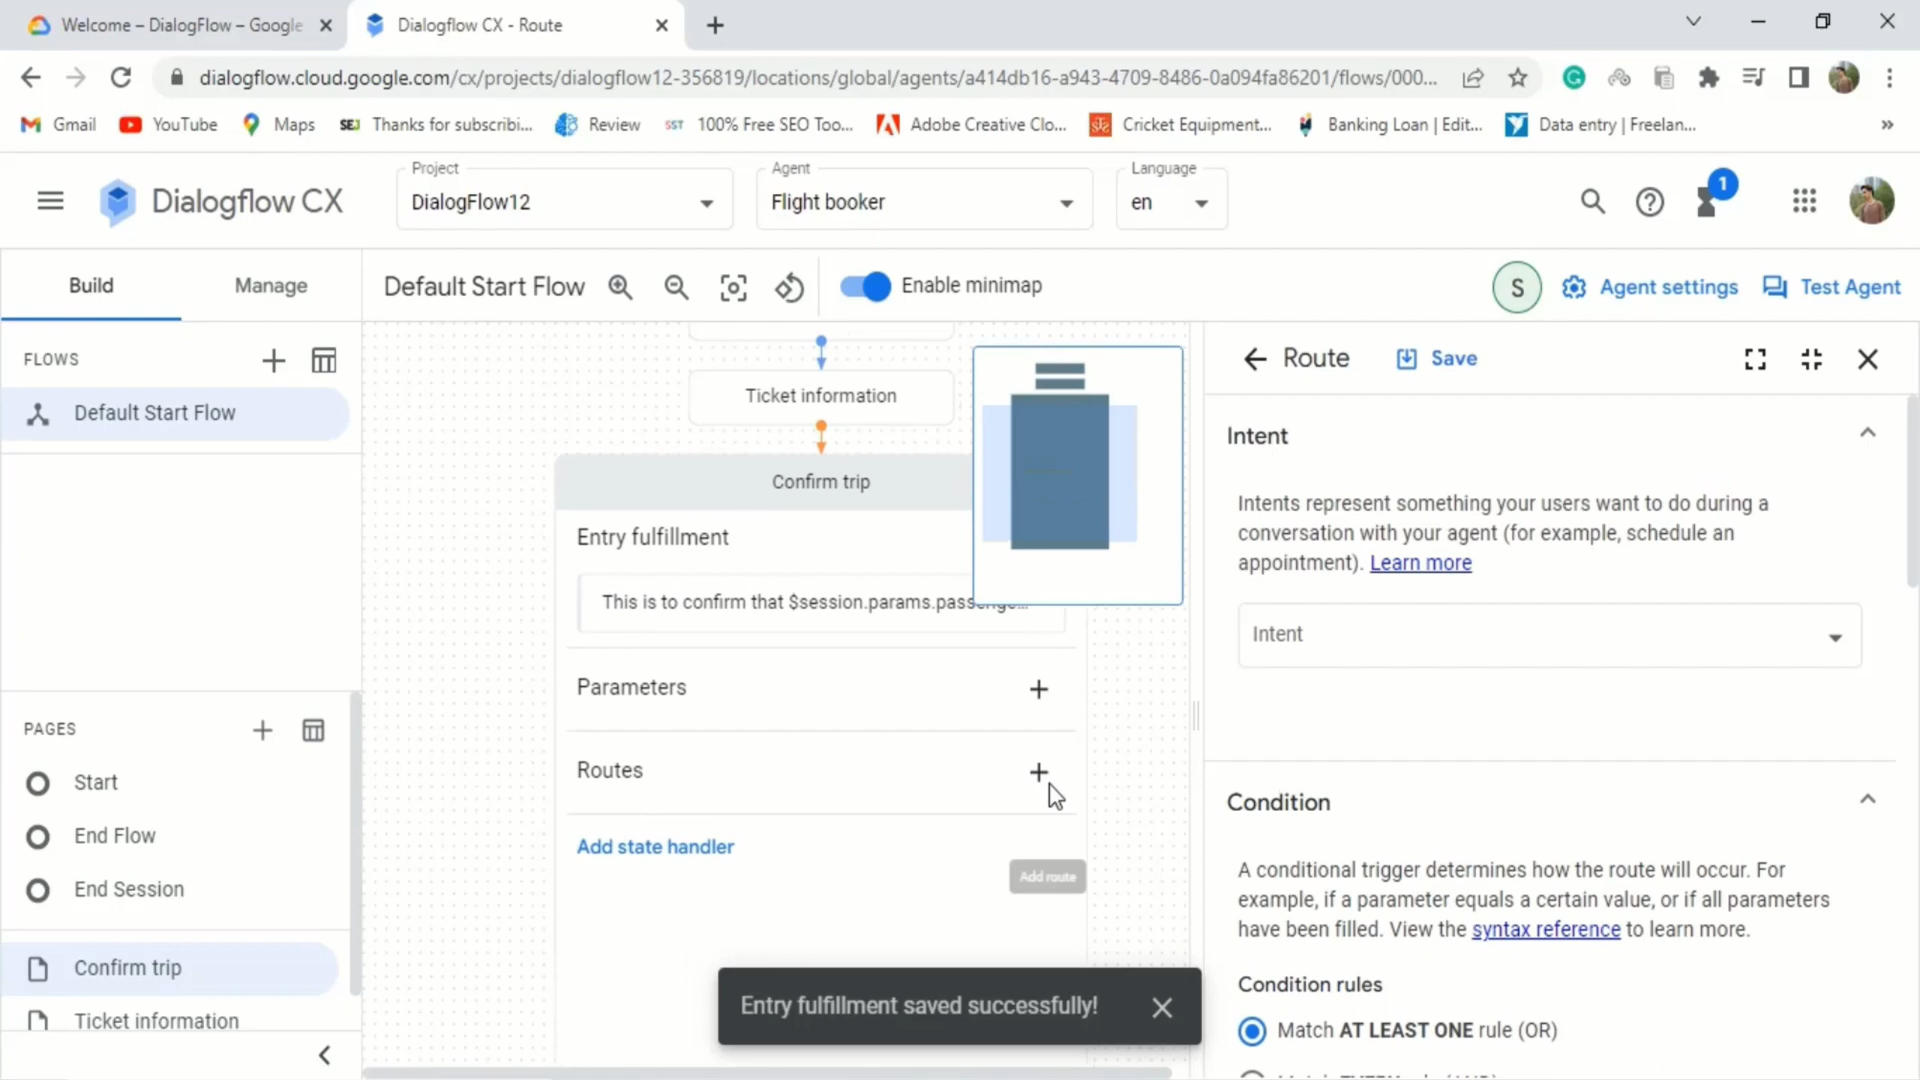 Welcome – DialogFlow – Google
Dialogflow CX - Route
dialogflow.cloud.google.com/cx/projects/dialogflow12-356819/locations/global/agents/a414db16-a943-4709-8486-0a094fa86201/flows/000...
Gmail
YouTube
Maps
SEJ Thanks for subscribi...
Review
SST 100% Free SEO Too...
Adobe Creative Clo...
Cricket Equipment...
Banking Loan | Edit...
Data entry | Freelan...
»
Dialogflow CX
Project
DialogFlow12
Agent
Flight booker
Language
en
1
Build
Manage
Default Start Flow
Enable minimap
S
Agent settings
Test Agent
FLOWS
Default Start Flow
PAGES
Start
End Flow
End Session
Confirm trip
Ticket information
Ticket information
Confirm trip
Entry fulfillment
This is to confirm that $session.params.passenge...
Parameters
Routes
Add state handler
Add route
Entry fulfillment saved successfully!
Route
Save
Intent
Intents represent something your users want to do during a
conversation with your agent (for example, schedule an
appointment). Learn more
Intent
Condition
A conditional trigger determines how the route will occur. For
example, if a parameter equals a certain value, or if all parameters
have been filled. View the syntax reference to learn more.
Condition rules
Match AT LEAST ONE rule (OR)